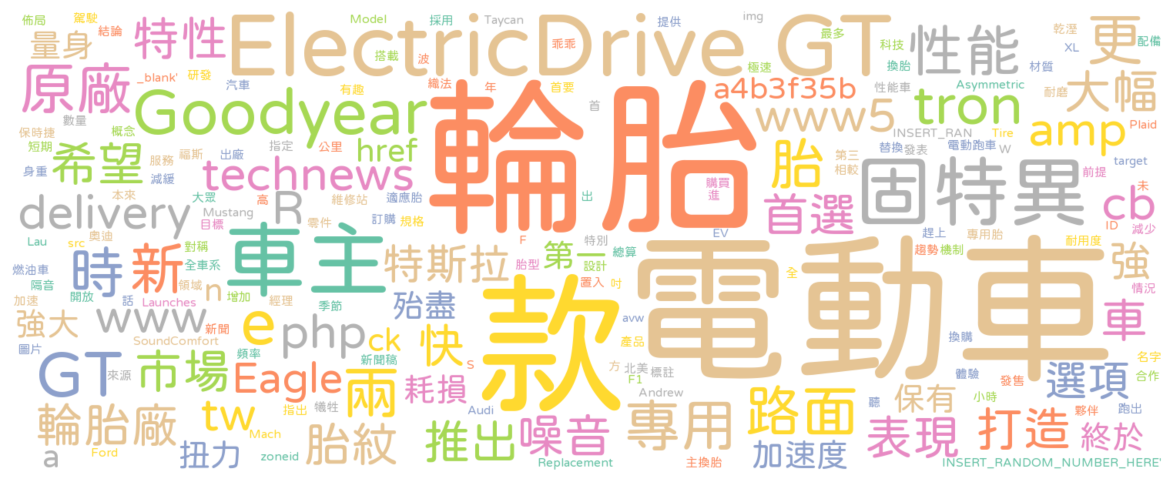 佈局 駕駛 Model 採用 Taycan 提供 img 最多 乾溼 更 配備
量身 結論 特性 ElectricDrive GT 性能 科技 XL
搭載 波 乖乖 換胎 材質
原廠 _blank' 研發 汽車 織法 年 有趣 首要 極速 性能車 a4b3f35b tron Asymmetric 大幅
數量 Goodyear 輪胎 www5 耐磨
保時捷 概念 指定 公里 href 首 INSERT_RAN Tire amp Plaid
短期 希望 服務 福斯 出廠 technews 胎 第三 相較 替換 發表 電動跑車 W target
身重 減緩 維修站 適應胎 購買 進 前提 未
delivery 本來 大眾 高 R 零件 訂購 規格 出 首選 固特異 cb
Mustang 目標 ID 減少
Lau src 奧迪 對稱 車主 F 特別 EV 趕上 專用胎 耐用度
燃油車 時 新 全車系 特斯拉 第一 總算 電動車 趨勢 機制 強
隔音 領域 胎型 設計 全 情況
加速 開放 話 Launches n 增加 經理 季節 殆盡 款 置入 吋
強大 www 新聞 e php ck 快 avw 換購 車
圖片 SoundComfort 頻率 新聞稿 產品 名字
GT 來源 市場 Eagle 兩 耗損 S 方 北美 標註 體驗 發售 選項 合作
F1 Andrew 小時
輪胎廠 tw 指出 犧牲 Audi 專用 路面 保有 聽 夥伴 跑出
Ford Mach 胎紋 推出 噪音 表現 打造 終於
a 扭力 zoneid Replacement 主換胎 加速度 INSERT_RANDOM_NUMBER_HERE'